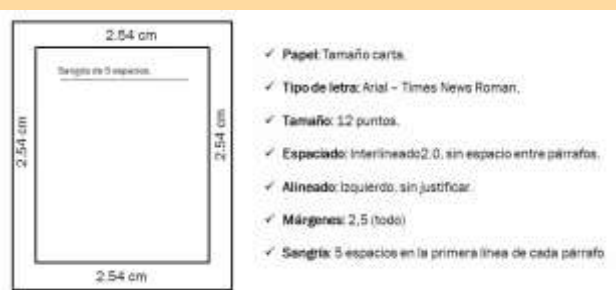 2.54 cm
Sangría de 5 espacios.
2.54 cm
2.54 cm
2.54 cm
✓ Papel: Tamaño carta.
✓ Tipo de letra: Arial – Times News Roman.
✓ Tamaño: 12 puntos.
✓ Espaciado: Interlineado2.0, sin espacio entre párrafos.
✓ Alineado: Izquierdo, sin justificar.
✓ Márgenes: 2,5 (todo)
✓ Sangría: 5 espacios en la primera línea de cada párrafo